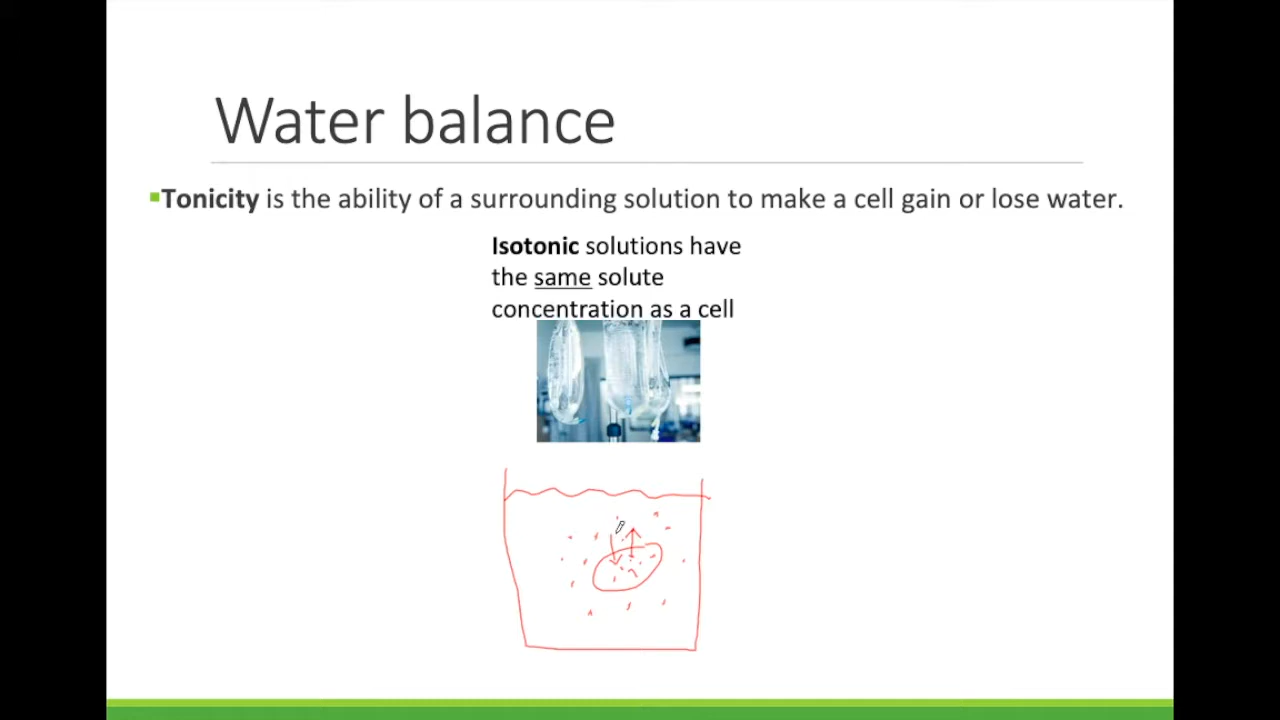 Water balance
Tonicity is the ability of a surrounding solution to make a cell gain or lose water.
Isotonic solutions have
the same solute
concentration as a cell